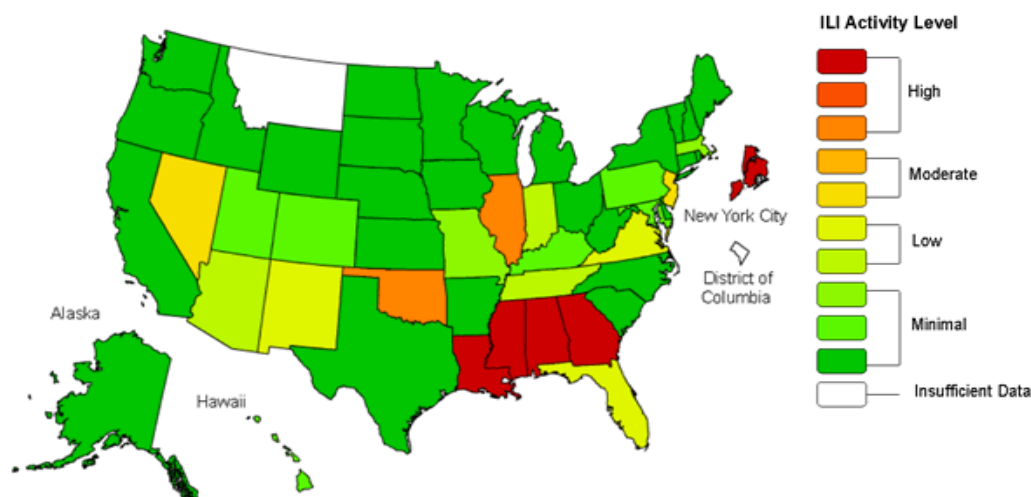 ILI Activity Level
High
Moderate
New York City
Low
District of
Columbia
Alaska
Minimal
Hawaii
Insufficient Data